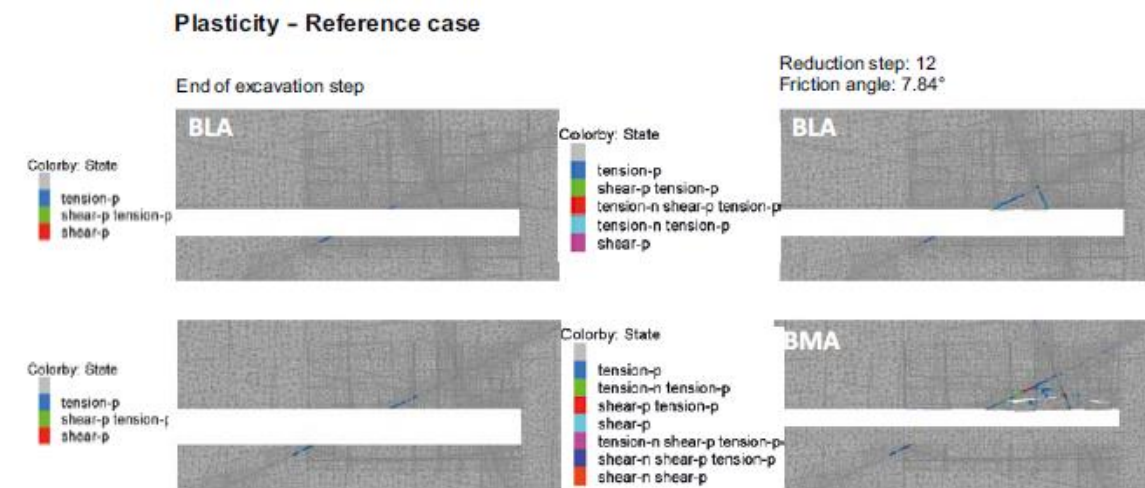 Plasticity – Reference case
End of excavation step
Reduction step: 12
Friction angle: 7.84°
BLA
Colorby: State
tension-p
shear-p tension-p
shear-p
BLA
Colorby: State
tension-p
shear-p tension-p
tension-n shear-p tension-p
tension-n tension-p
shear-p
Colorby: State
tension-p
shear-p tension-p
shear-p
BMA
Colorby: State
tension-p
tension-n tension-p
shear-p tension-p
shear-p
tension-n shear-p tension-p
shear-n shear-p tension-p
shear-n shear-p